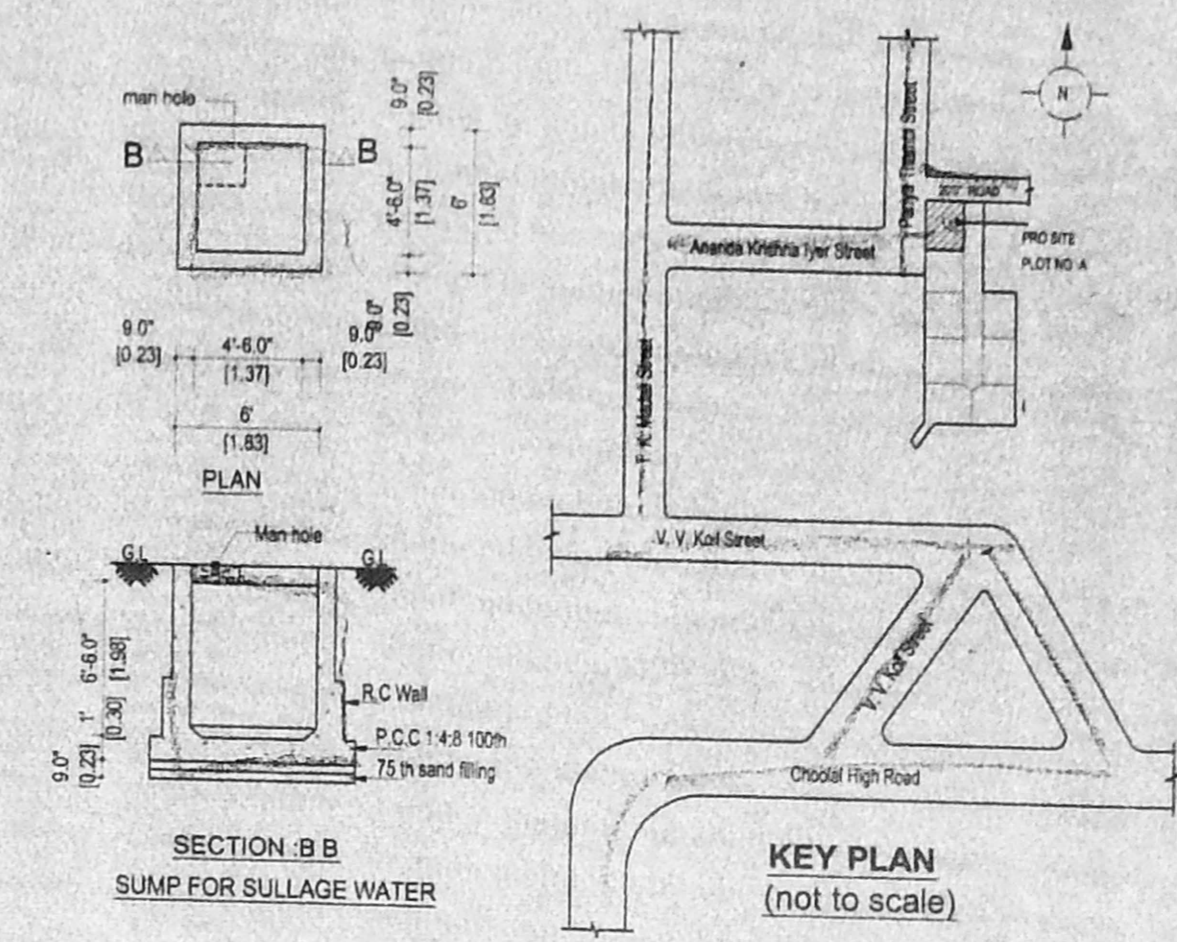 man hole
B
B
9.0"
[0.23]
4'-6.0"
[1.37]
6'
[1.83]
9.0"
[0.23]
9.0"
[0.23]
4'-6.0"
[1.37]
9.0"
[0.23]
6'
[1.83]
PLAN
Man hole
G.L
G.L
6'-6.0"
[1.98]
1'
[0.30]
9.0"
[0.23]
R.C Wall
P.C.C 1:4:8 100th
75 th sand filling
SECTION :B B
SUMP FOR SULLAGE WATER
N
Thambi Street
ROAD
PRO SITE
PLOT NO A
Ananda Krishna Iyer Street
Street
V. V. Koil Street
V. V. Koil Street
Choolai High Road
KEY PLAN
(not to scale)